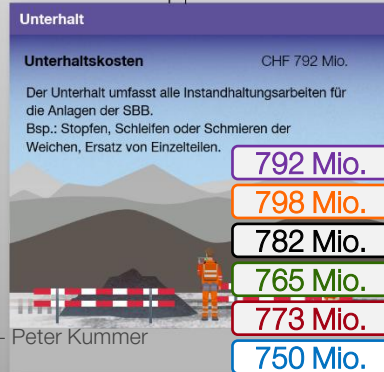 Unterhalt
Unterhaltskosten CHF 792 Mio.
Der Unterhalt umfasst alle Instandhaltungsarbeiten für
die Anlagen der SBB.
Bsp.: Stopfen, Schleifen oder Schmieren der
Weichen, Ersatz von Einzelteilen.
792 Mio.
798 Mio.
782 Mio.
765 Mio.
773 Mio.
- Peter Kummer
750 Mio.